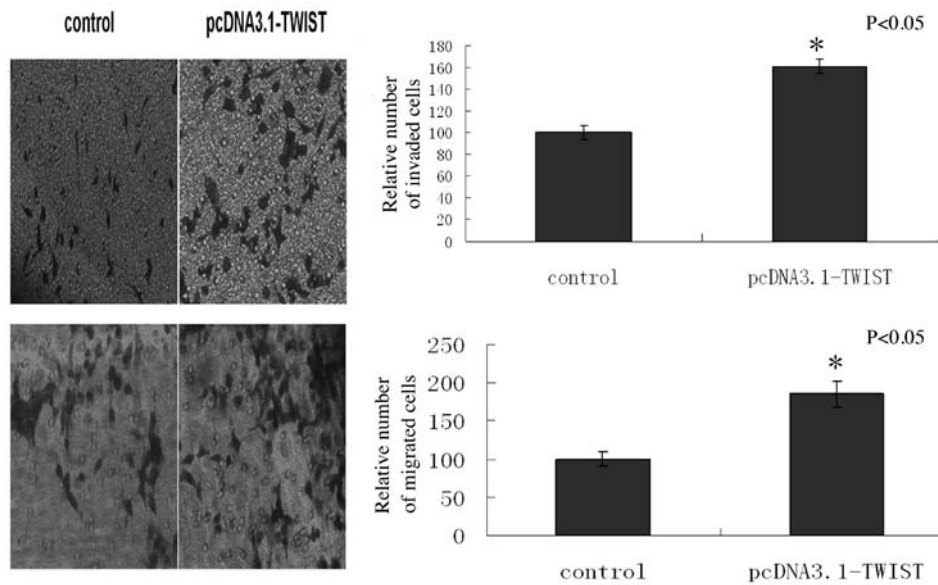 control
pcDNA3.1-TWIST
P<0.05
Relative number
of invaded cells
180
160
140
120
100
80
60
40
20
0
*
control
pcDNA3.1-TWIST
P<0.05
Relative number
of migrated cells
250
200
150
100
50
0
*
control
pcDNA3.1-TWIST